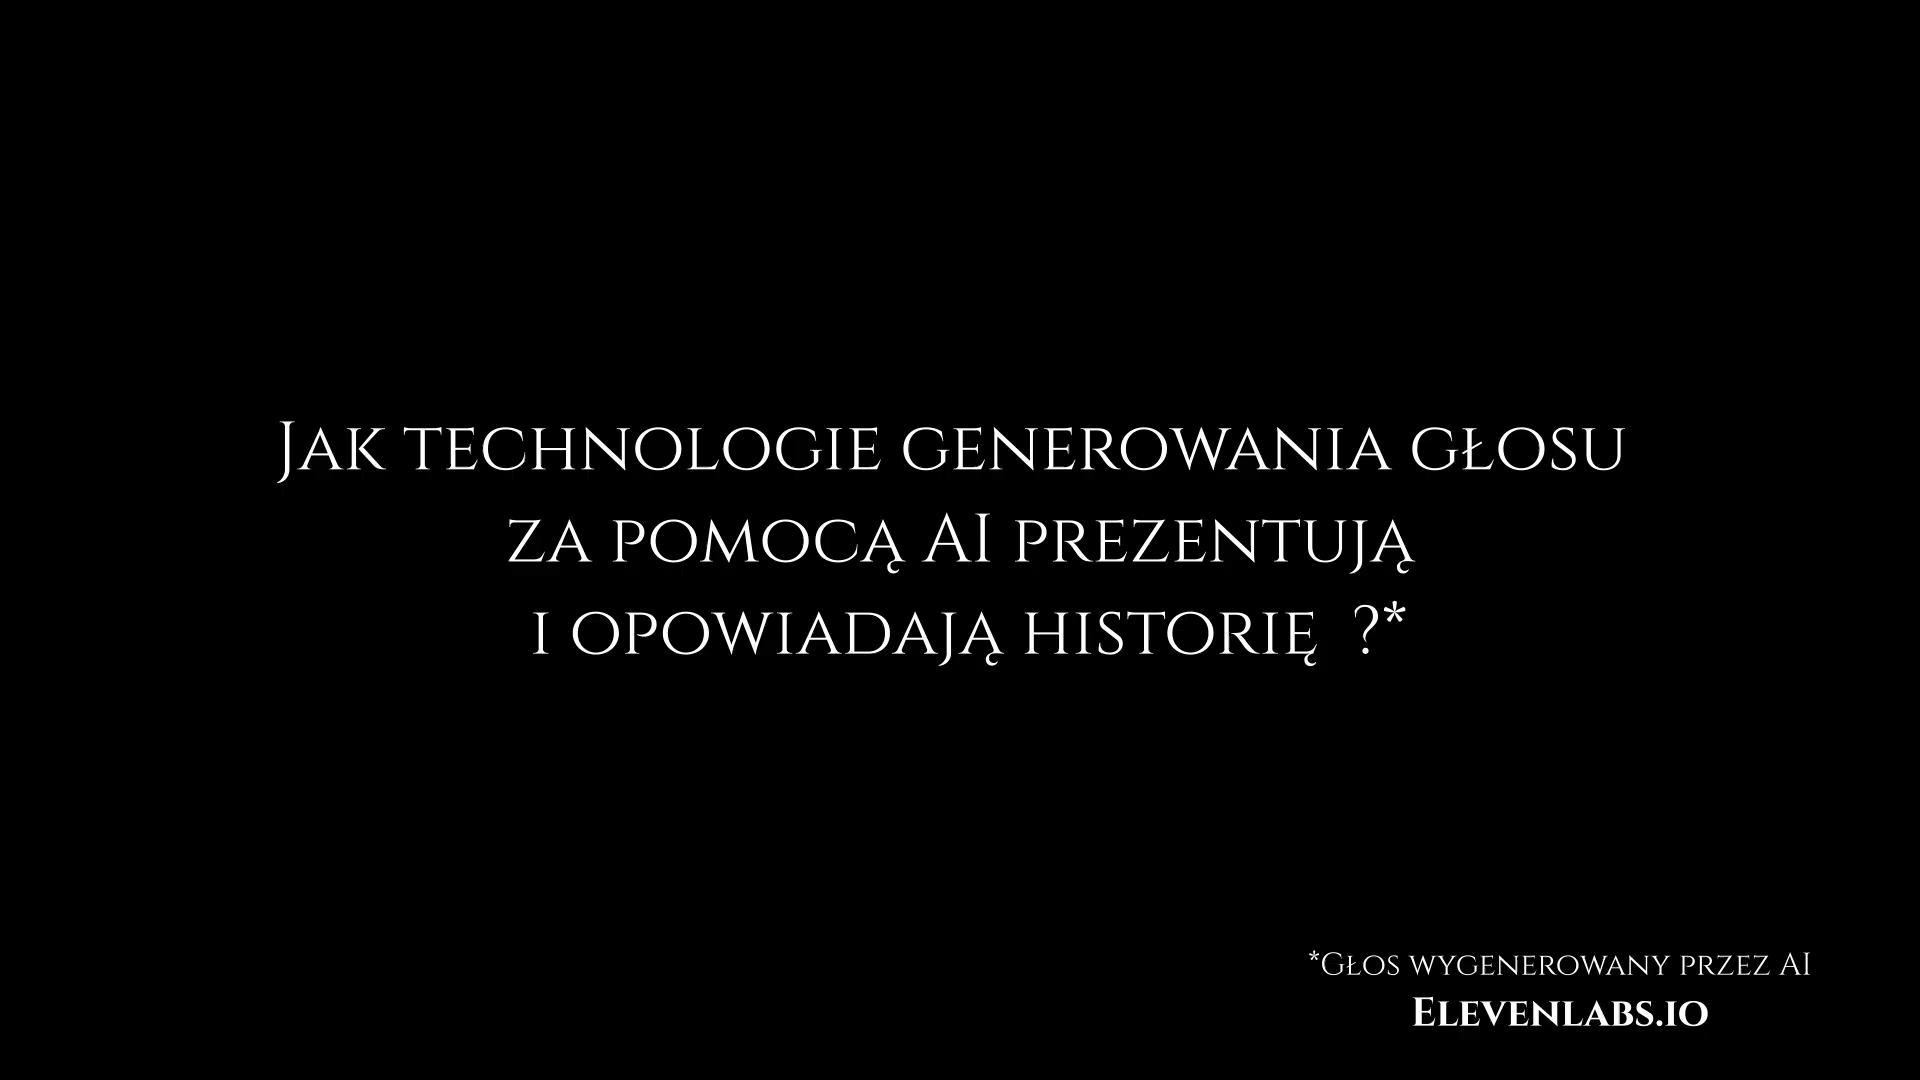 Jak technologie generowania głosu
za pomocą AI prezentują
i opowiadają historię ?*
*Głos wygenerowany przez AI
Elevenlabs.io